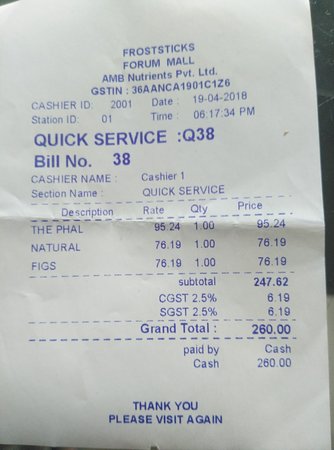 FROSTSTICKS
FORUM MALL
AMB Nutrients Pvt. Ltd.
GSTIN : 36AANCA1901C1Z6
CASHIER ID: 2001 Date : 19-04-2018
Station ID: 01 Time : 06:17:34 PM
QUICK SERVICE :Q38
Bill No. 38
CASHIER NAME : Cashier 1
Section Name : QUICK SERVICE
Description Rate Qty Price
THE PHAL 95.24 1.00 95.24
NATURAL 76.19 1.00 76.19
FIGS 76.19 1.00 76.19
subtotal 247.62
CGST 2.5% 6.19
SGST 2.5% 6.19
Grand Total : 260.00
paid by Cash
Cash 260.00
THANK YOU
PLEASE VISIT AGAIN